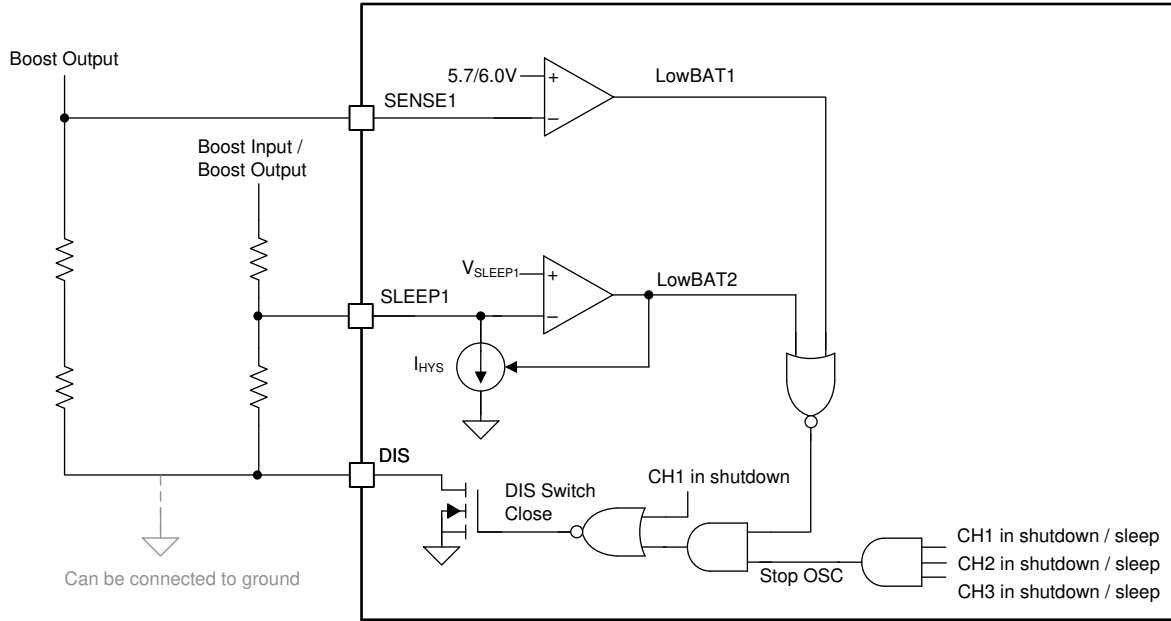 Boost Output
5.7/6.0V
+
−
LowBAT1
SENSE1
Boost Input /
Boost Output
VSLEEP1
+
−
LowBAT2
SLEEP1
IHYS
DIS
DIS Switch
Close
CH1 in shutdown
Stop OSC
CH1 in shutdown / sleep
CH2 in shutdown / sleep
CH3 in shutdown / sleep
Can be connected to ground